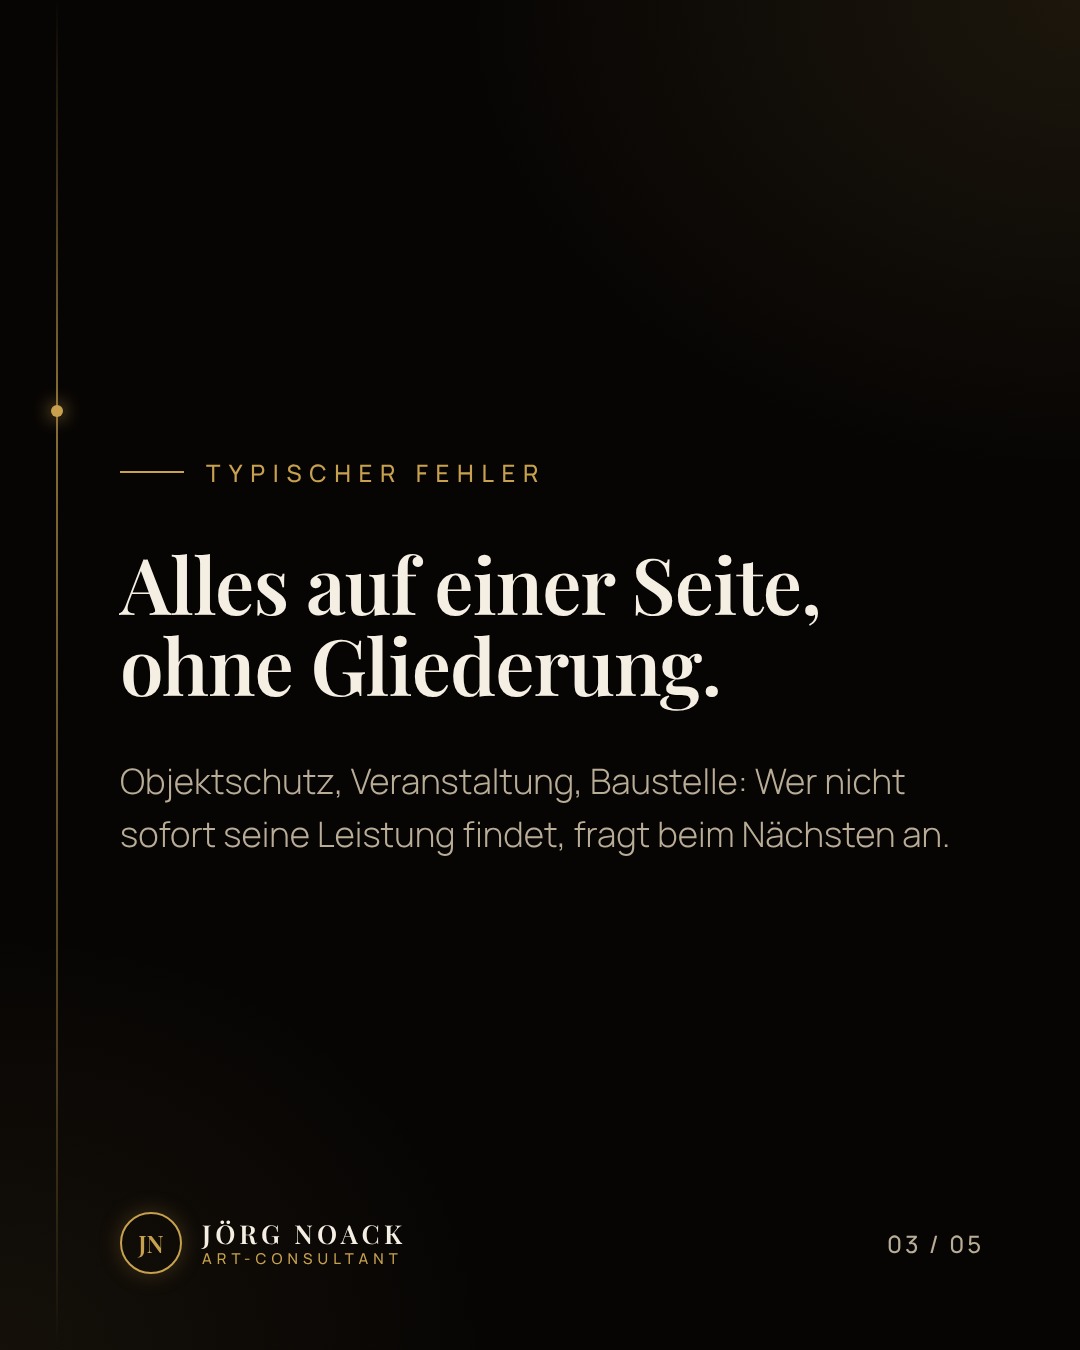 TYPISCHER FEHLER
Alles auf einer Seite,
ohne Gliederung.
Objektschutz, Veranstaltung, Baustelle: Wer nicht
sofort seine Leistung findet, fragt beim Nächsten an.
JN
JÖRG NOACK
ART-CONSULTANT
03 / 05